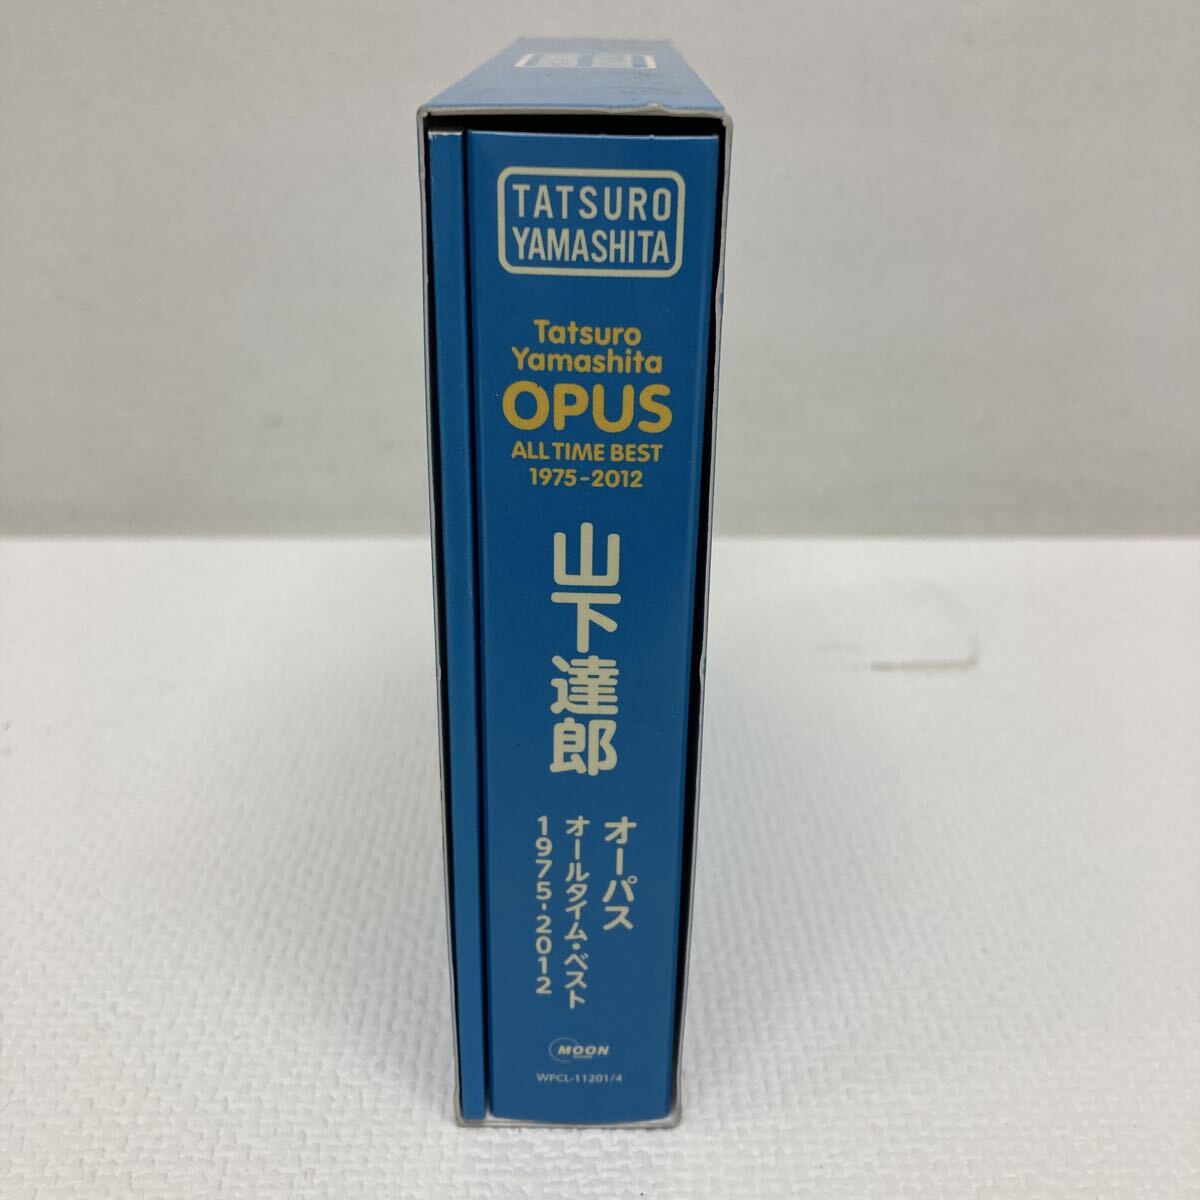 TATSURO
YAMASHITA
Tatsuro
Yamashita
OPUS
ALL TIME BEST
1975-2012
山下達郎
オーパス
オールタイム・ベスト
1975-2012
MOON
WPCL-11201/4